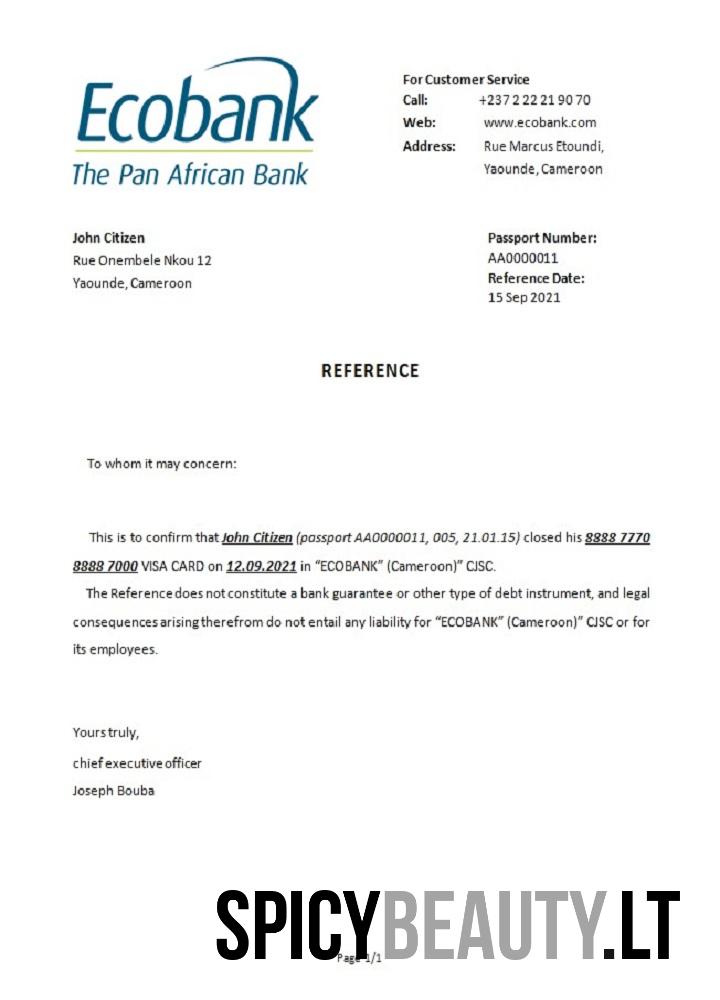 Ecobank
The Pan African Bank
For Customer Service
Call: +237 2 22 21 90 70
Web: www.ecobank.com
Address: Rue Marcus Etoundi,
Yaounde, Cameroon
John Citizen
Rue Onembele Nkou 12
Yaounde, Cameroon
Passport Number:
AA0000011
Reference Date:
15 Sep 2021
REFERENCE
To whom it may concern:
This is to confirm that John Citizen (passport AA0000011, 005, 21.01.15) closed his 8888 7770
8888 7000 VISA CARD on 12.09.2021 in “ECOBANK” (Cameroon)” CJSC.
The Reference does not constitute a bank guarantee or other type of debt instrument, and legal
consequences arising therefrom do not entail any liability for “ECOBANK” (Cameroon)” CJSC or for
its employees.
Yours truly,
chief executive officer
Joseph Bouba
SPICYBEAUTY.LT
Page 1/1